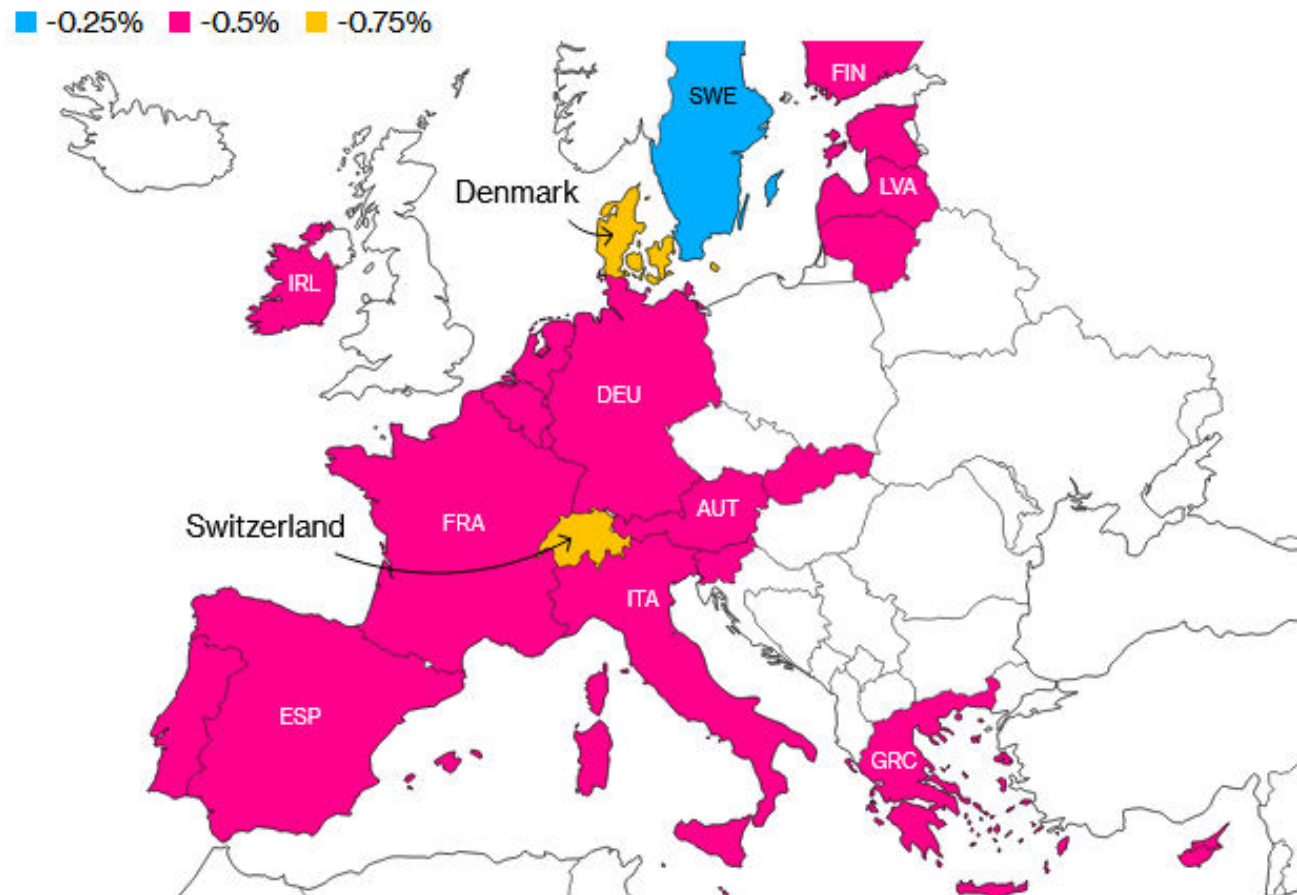 -0.25% -0.5% -0.75%
FIN
SWE
Denmark
LVA
IRL
DEU
Switzerland
FRA
AUT
ITA
ESP
GRC